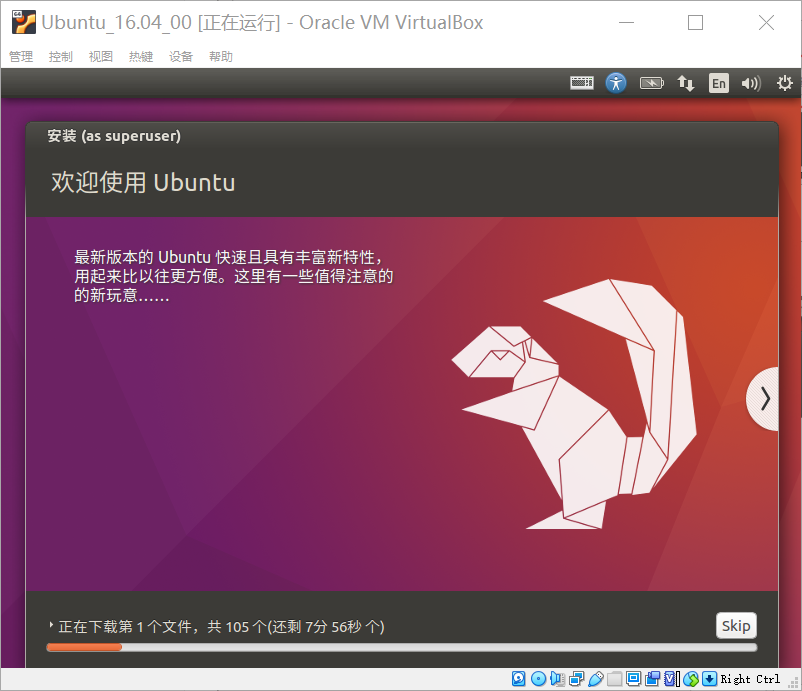 Ubuntu_16.04_00 [正在运行] - Oracle VM VirtualBox
管理 控制 视图 热键 设备 帮助
En
安装 (as superuser)
欢迎使用 Ubuntu
最新版本的 Ubuntu 快速且具有丰富新特性，
用起来比以往更方便。这里有一些值得注意的
的新玩意……
正在下载第 1 个文件，共 105 个(还剩 7分 56秒 个)
Skip
Right Ctrl